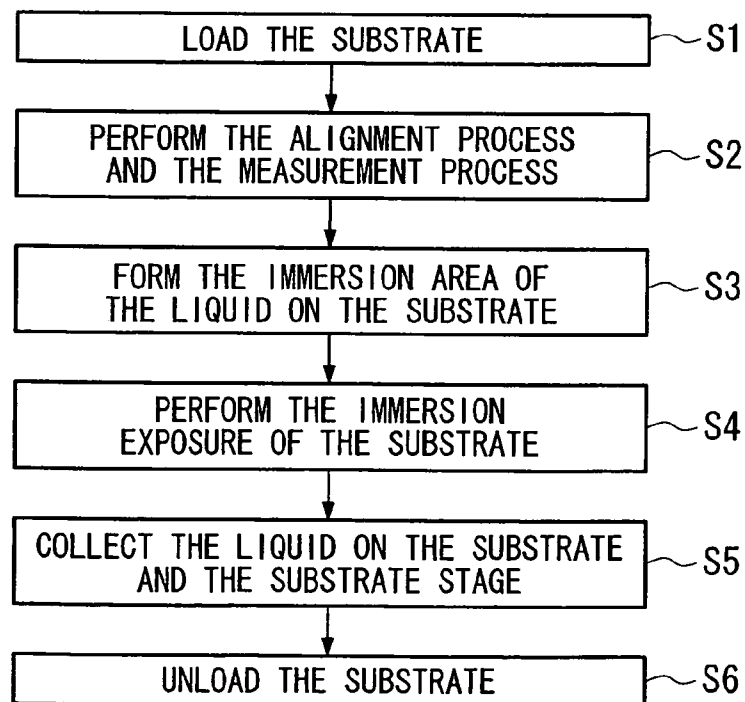 LOAD THE SUBSTRATE S1
PERFORM THE ALIGNMENT PROCESS
AND THE MEASUREMENT PROCESS S2
FORM THE IMMERSION AREA OF
THE LIQUID ON THE SUBSTRATE S3
PERFORM THE IMMERSION
EXPOSURE OF THE SUBSTRATE S4
COLLECT THE LIQUID ON THE SUBSTRATE
AND THE SUBSTRATE STAGE S5
UNLOAD THE SUBSTRATE S6